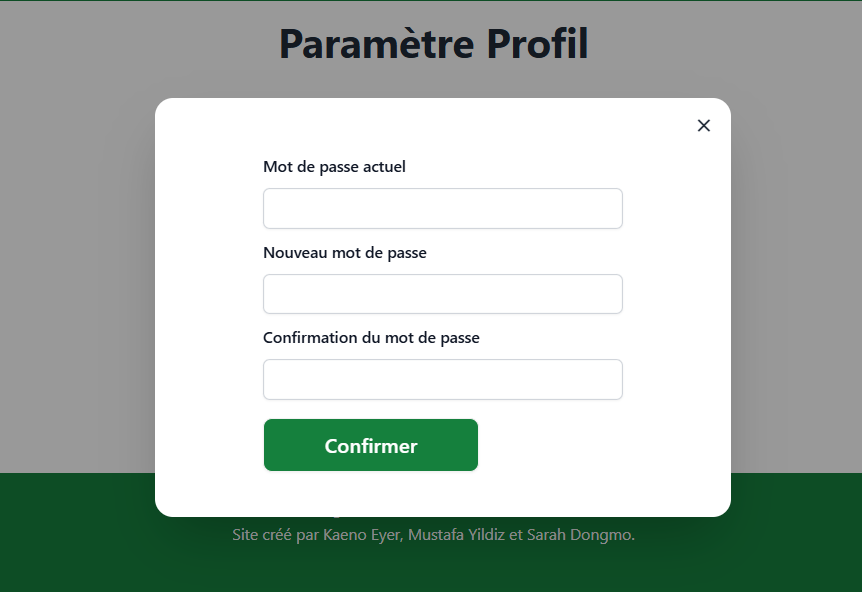 Paramètre Profil
Mot de passe actuel
Nouveau mot de passe
Confirmation du mot de passe
Confirmer
Site créé par Kaeno Eyer, Mustafa Yildiz et Sarah Dongmo.